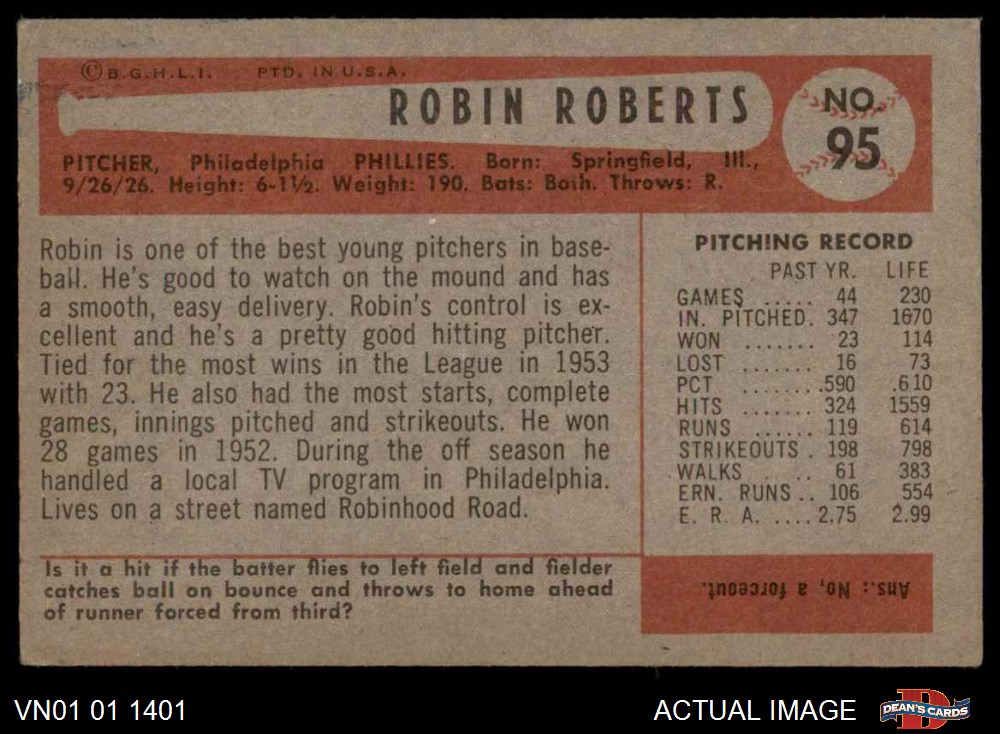 ©B.G.H.L.I. PTD. IN U.S.A.
ROBIN ROBERTS
NO.
95
PITCHER, Philadelphia PHILLIES. Born: Springfield, Ill.,
9/26/26. Height: 6-1½. Weight: 190. Bats: Both. Throws: R.
Robin is one of the best young pitchers in base-
ball. He's good to watch on the mound and has
a smooth, easy delivery. Robin's control is ex-
cellent and he's a pretty good hitting pitcher.
Tied for the most wins in the League in 1953
with 23. He also had the most starts, complete
games, innings pitched and strikeouts. He won
28 games in 1952. During the off season he
handled a local TV program in Philadelphia.
Lives on a street named Robinhood Road.
PITCHING RECORD
PAST YR. LIFE
GAMES ..... 44 230
IN. PITCHED. 347 1670
WON ....... 23 114
LOST ....... 16 73
PCT ........590 .610
HITS ....... 324 1559
RUNS ...... 119 614
STRIKEOUTS . 198 798
WALKS ..... 61 383
ERN. RUNS .. 106 554
E. R. A. .... 2.75 2.99
Is it a hit if the batter flies to left field and fielder
catches ball on bounce and throws to home ahead
of runner forced from third?
Ans.: No, a forceout.
VN01 01 1401
ACTUAL IMAGE
D
DEAN'S CARDS